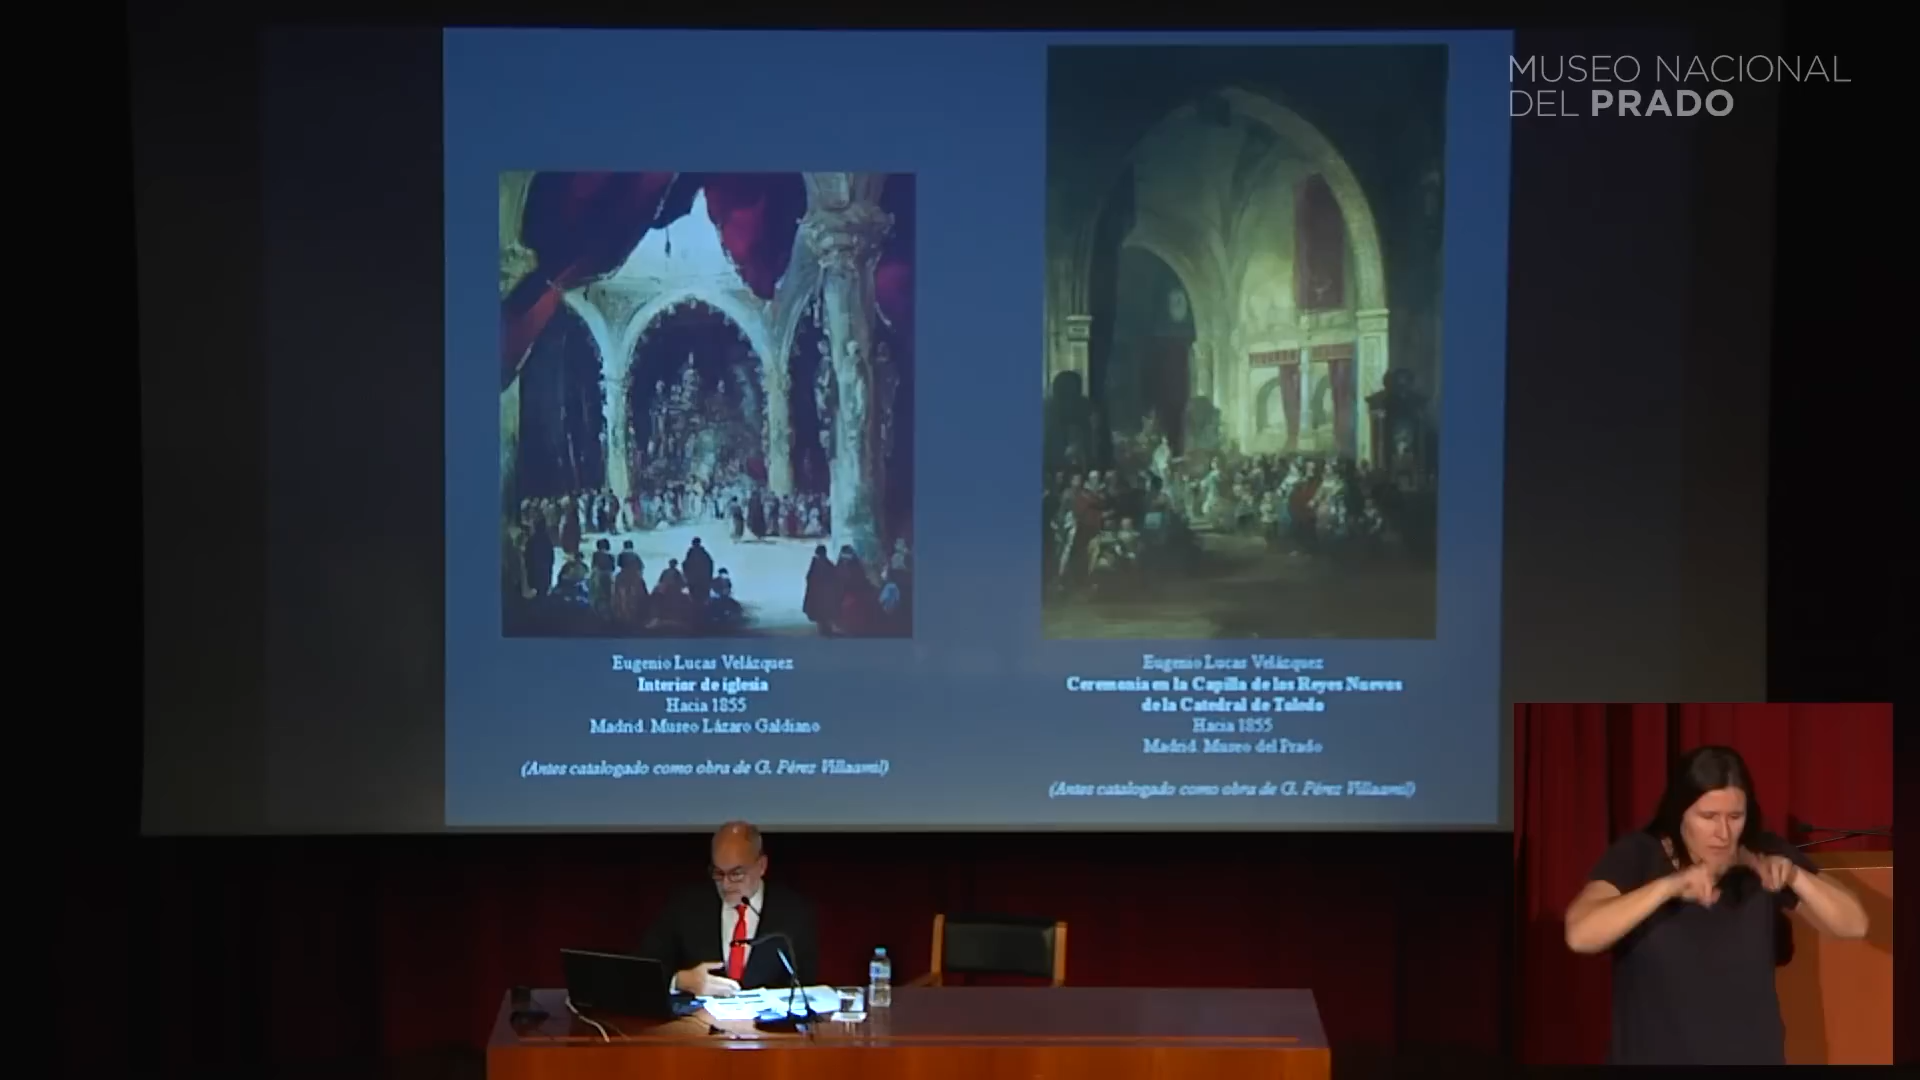 MUSEO NACIONAL
DEL PRADO
Eugenio Lucas Velázquez
Interior de iglesia
Hacia 1855
Madrid. Museo Lázaro Galdiano
(Antes catalogado como obra de G. Pérez Villaamil)
Eugenio Lucas Velázquez
Ceremonia en la Capilla de los Reyes Nuevos
de la Catedral de Toledo
Hacia 1855
Madrid. Museo del Prado
(Antes catalogado como obra de G. Pérez Villaamil)